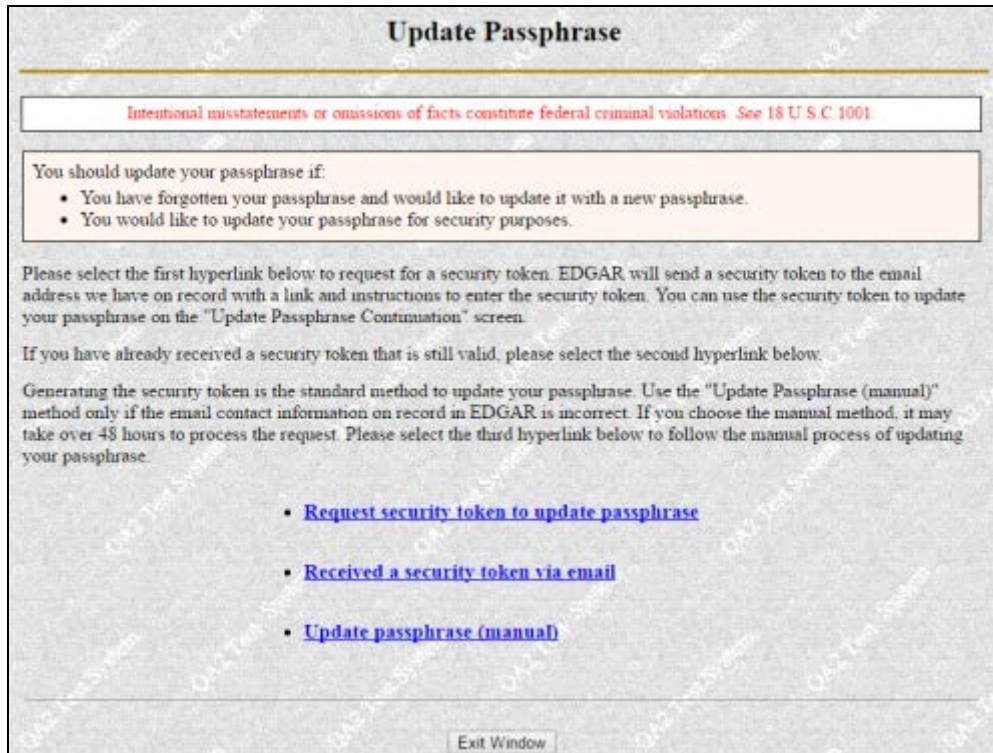 Update Passphrase
Intentional misstatements or omissions of facts constitute federal criminal violations. See 18 U.S.C.1001.
You should update your passphrase if:
• You have forgotten your passphrase and would like to update it with a new passphrase.
• You would like to update your passphrase for security purposes.
Please select the first hyperlink below to request for a security token. EDGAR will send a security token to the email
address we have on record with a link and instructions to enter the security token. You can use the security token to update
your passphrase on the "Update Passphrase Continuation" screen.
If you have already received a security token that is still valid, please select the second hyperlink below.
Generating the security token is the standard method to update your passphrase. Use the "Update Passphrase (manual)"
method only if the email contact information on record in EDGAR is incorrect. If you choose the manual method, it may
take over 48 hours to process the request. Please select the third hyperlink below to follow the manual process of updating
your passphrase.
• Request security token to update passphrase
• Received a security token via email
• Update passphrase (manual)
Exit Window
QA2 Test System